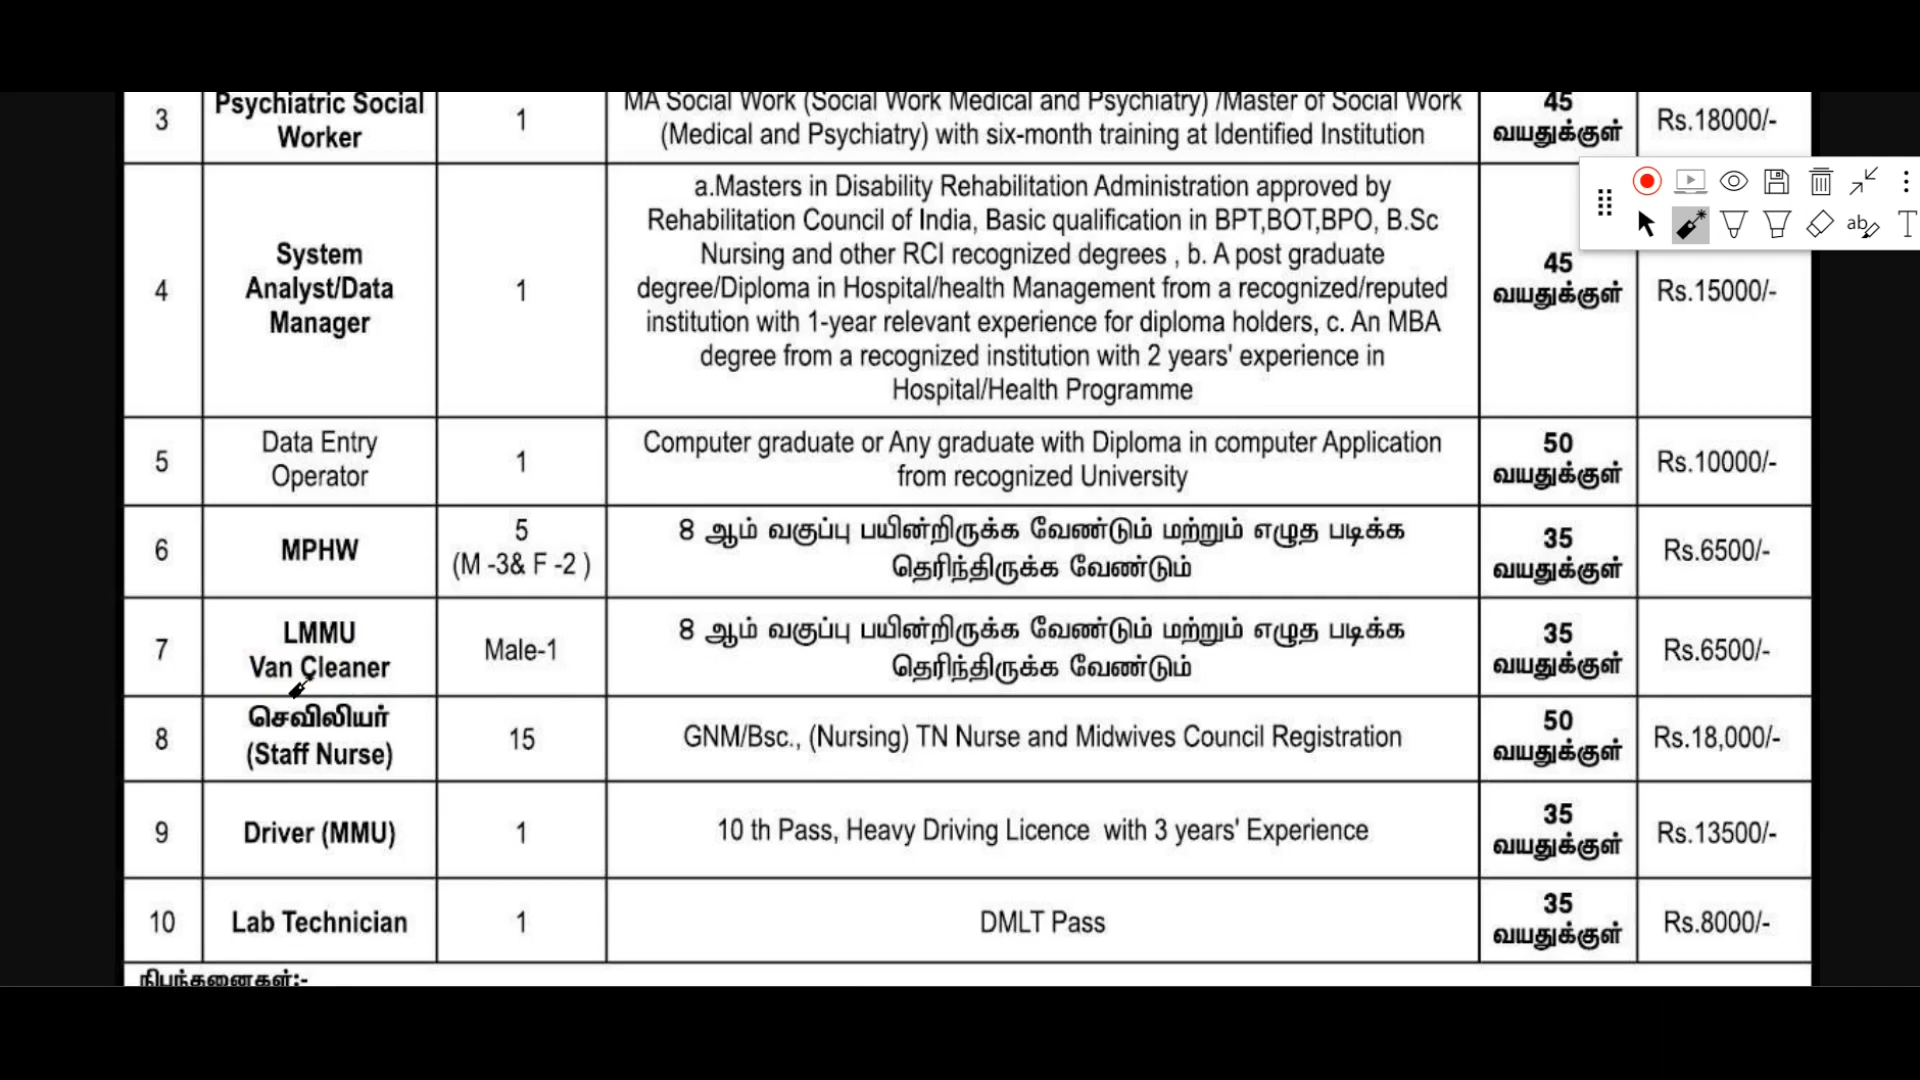 3
Psychiatric Social
Worker
1
MA Social Work (Social Work Medical and Psychiatry) /Master of Social Work
(Medical and Psychiatry) with six-month training at Identified Institution
45
வயதுக்குள்
Rs.18000/-
4
System
Analyst/Data
Manager
1
a.Masters in Disability Rehabilitation Administration approved by
Rehabilitation Council of India, Basic qualification in BPT,BOT,BPO, B.Sc
Nursing and other RCI recognized degrees , b. A post graduate
degree/Diploma in Hospital/health Management from a recognized/reputed
institution with 1-year relevant experience for diploma holders, c. An MBA
degree from a recognized institution with 2 years' experience in
Hospital/Health Programme
45
வயதுக்குள்
Rs.15000/-
5
Data Entry
Operator
1
Computer graduate or Any graduate with Diploma in computer Application
from recognized University
50
வயதுக்குள்
Rs.10000/-
6
MPHW
5
(M -3& F -2 )
8 ஆம் வகுப்பு பயின்றிருக்க வேண்டும் மற்றும் எழுத படிக்க
தெரிந்திருக்க வேண்டும்
35
வயதுக்குள்
Rs.6500/-
7
LMMU
Van Cleaner
Male-1
8 ஆம் வகுப்பு பயின்றிருக்க வேண்டும் மற்றும் எழுத படிக்க
தெரிந்திருக்க வேண்டும்
35
வயதுக்குள்
Rs.6500/-
8
செவிலியர்
(Staff Nurse)
15
GNM/Bsc., (Nursing) TN Nurse and Midwives Council Registration
50
வயதுக்குள்
Rs.18,000/-
9
Driver (MMU)
1
10 th Pass, Heavy Driving Licence with 3 years' Experience
35
வயதுக்குள்
Rs.13500/-
10
Lab Technician
1
DMLT Pass
35
வயதுக்குள்
Rs.8000/-
நிபந்தனைகள்:-
ab
T